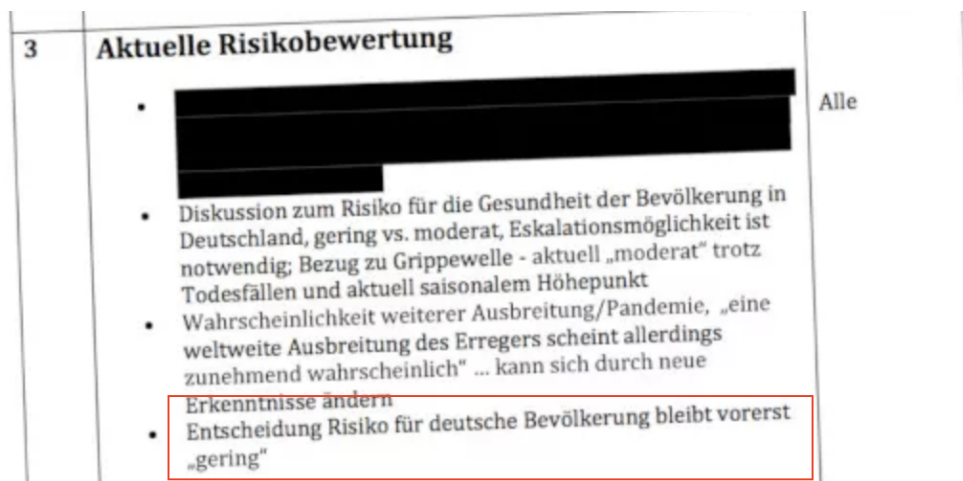 3 Aktuelle Risikobewertung
•
Alle
• Diskussion zum Risiko für die Gesundheit der Bevölkerung in
Deutschland, gering vs. moderat, Eskalationsmöglichkeit ist
notwendig; Bezug zu Grippewelle - aktuell „moderat“ trotz
Todesfällen und aktuell saisonalem Höhepunkt
• Wahrscheinlichkeit weiterer Ausbreitung/Pandemie, „eine
weltweite Ausbreitung des Erregers scheint allerdings
zunehmend wahrscheinlich“ ... kann sich durch neue
Erkenntnisse ändern
• Entscheidung Risiko für deutsche Bevölkerung bleibt vorerst
„gering“